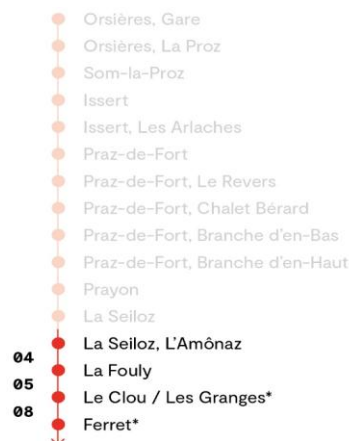 Orsières, Gare
Orsières, La Proz
Som-la-Proz
Issert
Issert, Les Arlaches
Praz-de-Fort
Praz-de-Fort, Le Revers
Praz-de-Fort, Chalet Bérard
Praz-de-Fort, Branche d'en-Bas
Praz-de-Fort, Branche d'en-Haut
Prayon
La Seiloz
La Seiloz, L'Amônaz
04
La Fouly
05
Le Clou / Les Granges*
08
Ferret*